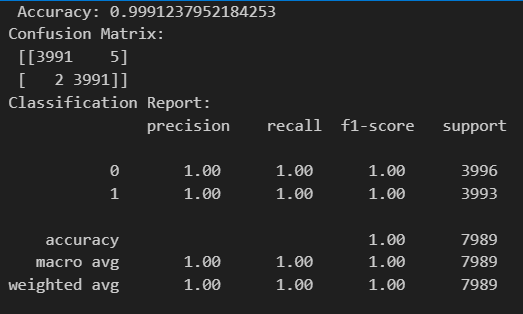 Accuracy: 0.9991237952184253
Confusion Matrix:
[[3991    5]
[   2 3991]]
Classification Report:
precision    recall  f1-score   support
0       1.00      1.00      1.00      3996
1       1.00      1.00      1.00      3993
accuracy                           1.00      7989
macro avg       1.00      1.00      1.00      7989
weighted avg       1.00      1.00      1.00      7989